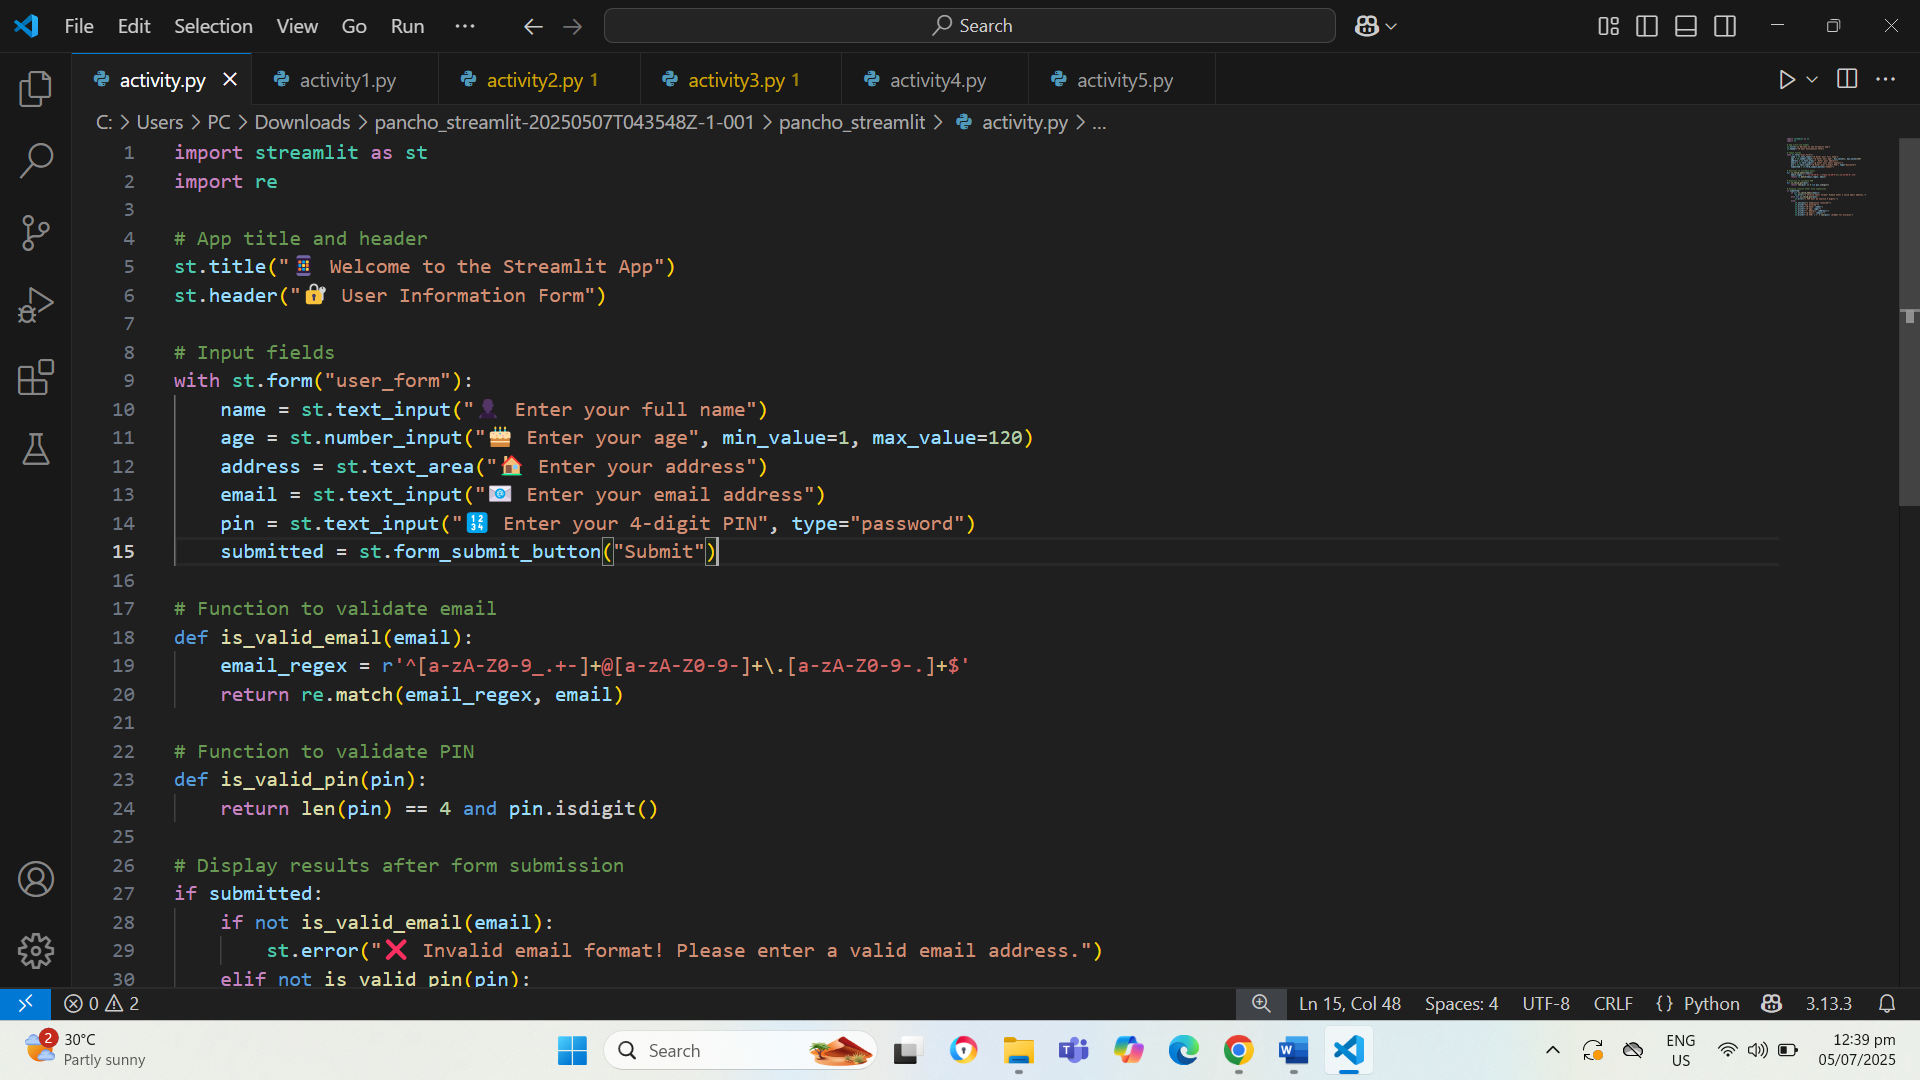 File Edit Selection View Go Run ··· Search
activity.py activity1.py activity2.py 1 activity3.py 1 activity4.py activity5.py
C: > Users > PC > Downloads > pancho_streamlit-20250507T043548Z-1-001 > pancho_streamlit > activity.py > ...
1 import streamlit as st
2 import re
3
4 # App title and header
5 st.title("📱 Welcome to the Streamlit App")
6 st.header("🔐 User Information Form")
7
8 # Input fields
9 with st.form("user_form"):
10     name = st.text_input("👤 Enter your full name")
11     age = st.number_input("🎂 Enter your age", min_value=1, max_value=120)
12     address = st.text_area("🏠 Enter your address")
13     email = st.text_input("📧 Enter your email address")
14     pin = st.text_input("🔢 Enter your 4-digit PIN", type="password")
15     submitted = st.form_submit_button("Submit")
16
17 # Function to validate email
18 def is_valid_email(email):
19     email_regex = r'^[a-zA-Z0-9_.+-]+@[a-zA-Z0-9-]+\.[a-zA-Z0-9-.]+$'
20     return re.match(email_regex, email)
21
22 # Function to validate PIN
23 def is_valid_pin(pin):
24     return len(pin) == 4 and pin.isdigit()
25
26 # Display results after form submission
27 if submitted:
28     if not is_valid_email(email):
29         st.error("❌ Invalid email format! Please enter a valid email address.")
30     elif not is_valid_pin(pin):
0 2 Ln 15, Col 48 Spaces: 4 UTF-8 CRLF {} Python 3.13.3
2 30°C
Partly sunny
Search
ENG
US
12:39 pm
05/07/2025